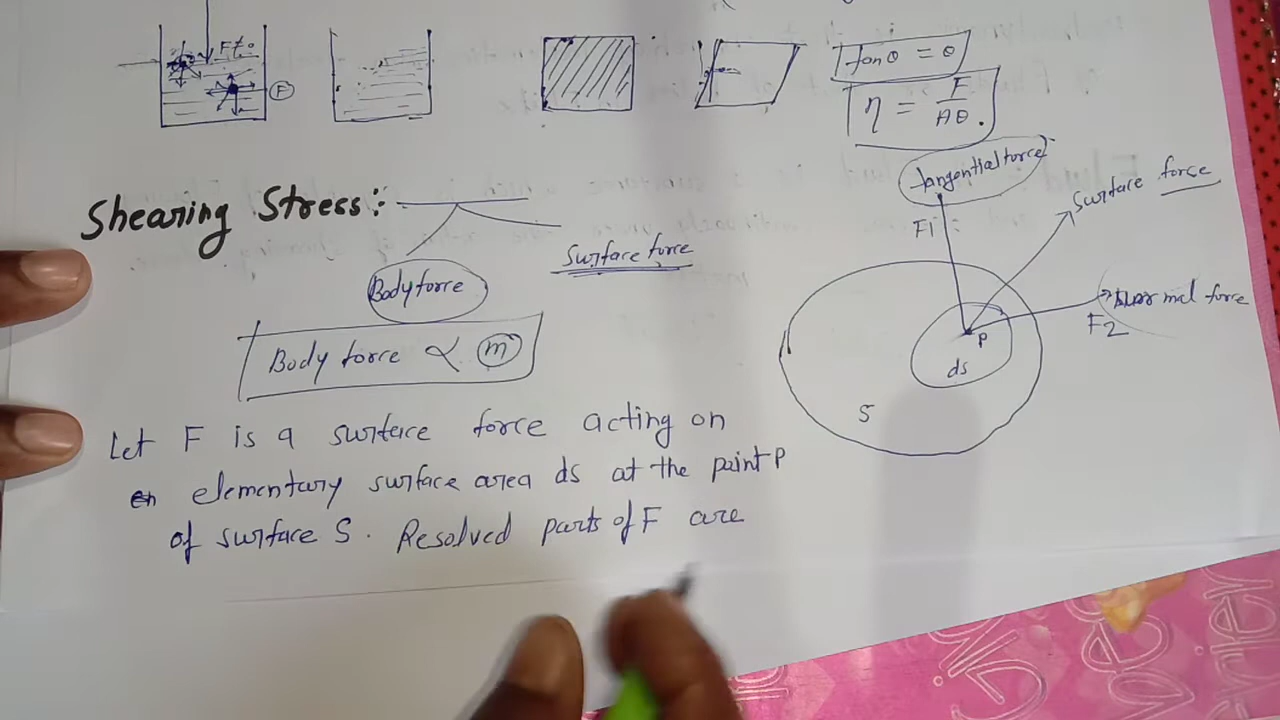 F≠0
F
tanθ = θ
η = F / Aθ .
Tangential force
Surface force
Shearing Stress :-
F1
Surface force
Body force
Normal force
F2
P
ds
Body force ∝ m
S
Let F is a surface force acting on
elementary surface area ds at the point P
of surface S. Resolved parts of F are